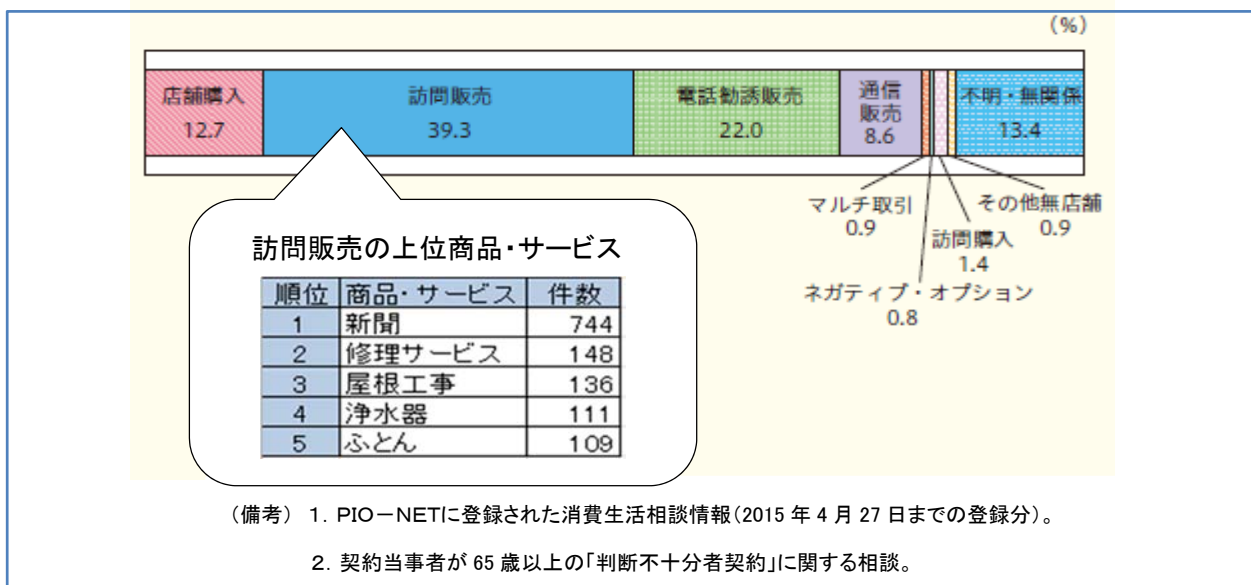 (%)
店舗購入
12.7
訪問販売
39.3
電話勧誘販売
22.0
通信
販売
8.6
不明・無関係
13.4
マルチ取引
0.9
ネガティブ・オプション
0.8
訪問購入
1.4
その他無店舗
0.9
訪問販売の上位商品・サービス
順位 商品・サービス 件数
1 新聞 744
2 修理サービス 148
3 屋根工事 136
4 浄水器 111
5 ふとん 109
（備考） 1．PIO－NETに登録された消費生活相談情報（2015 年 4 月 27 日までの登録分）。
2．契約当事者が 65 歳以上の「判断不十分者契約」に関する相談。